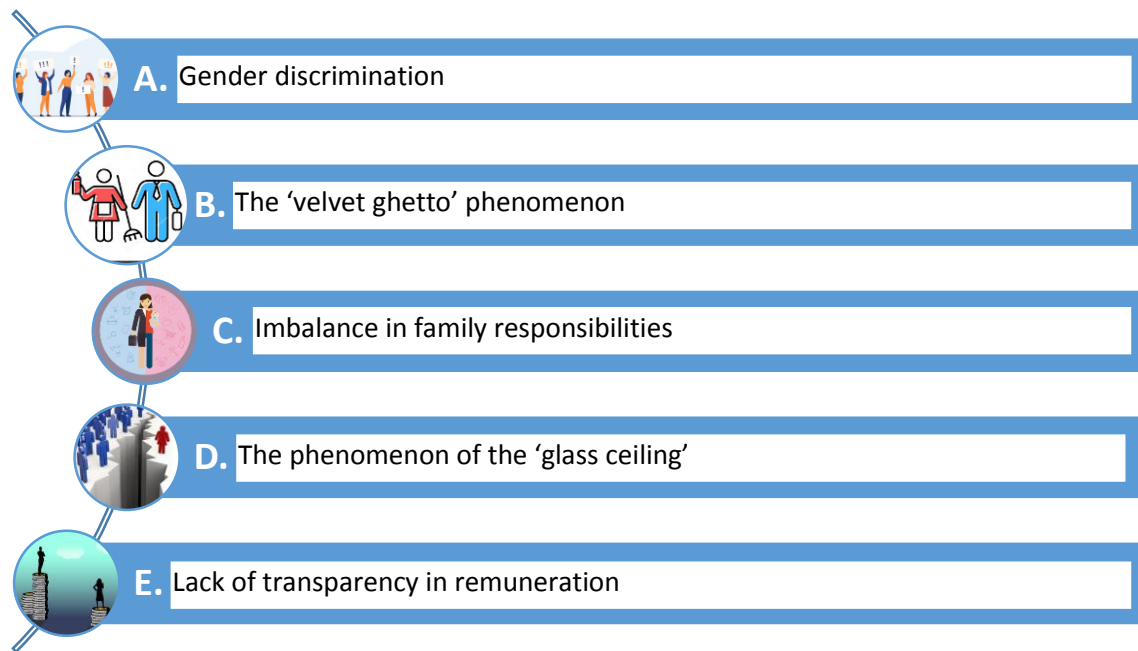 A. Gender discrimination
B. The ‘velvet ghetto’ phenomenon
C. Imbalance in family responsibilities
D. The phenomenon of the ‘glass ceiling’
E. Lack of transparency in remuneration